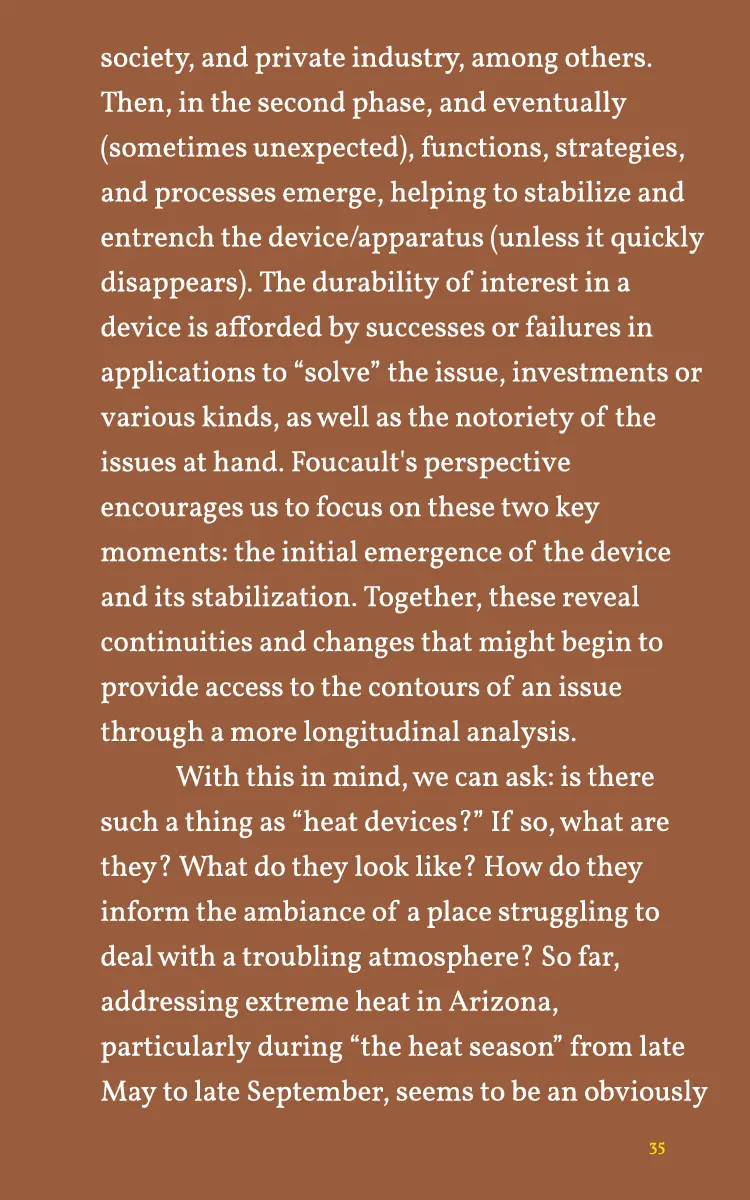 society, and private industry, among others.
Then, in the second phase, and eventually
(sometimes unexpected), functions, strategies,
and processes emerge, helping to stabilize and
entrench the device/apparatus (unless it quickly
disappears). The durability of interest in a
device is afforded by successes or failures in
applications to “solve” the issue, investments or
various kinds, as well as the notoriety of the
issues at hand. Foucault's perspective
encourages us to focus on these two key
moments: the initial emergence of the device
and its stabilization. Together, these reveal
continuities and changes that might begin to
provide access to the contours of an issue
through a more longitudinal analysis.
With this in mind, we can ask: is there
such a thing as “heat devices?” If so, what are
they? What do they look like? How do they
inform the ambiance of a place struggling to
deal with a troubling atmosphere? So far,
addressing extreme heat in Arizona,
particularly during “the heat season” from late
May to late September, seems to be an obviously
35